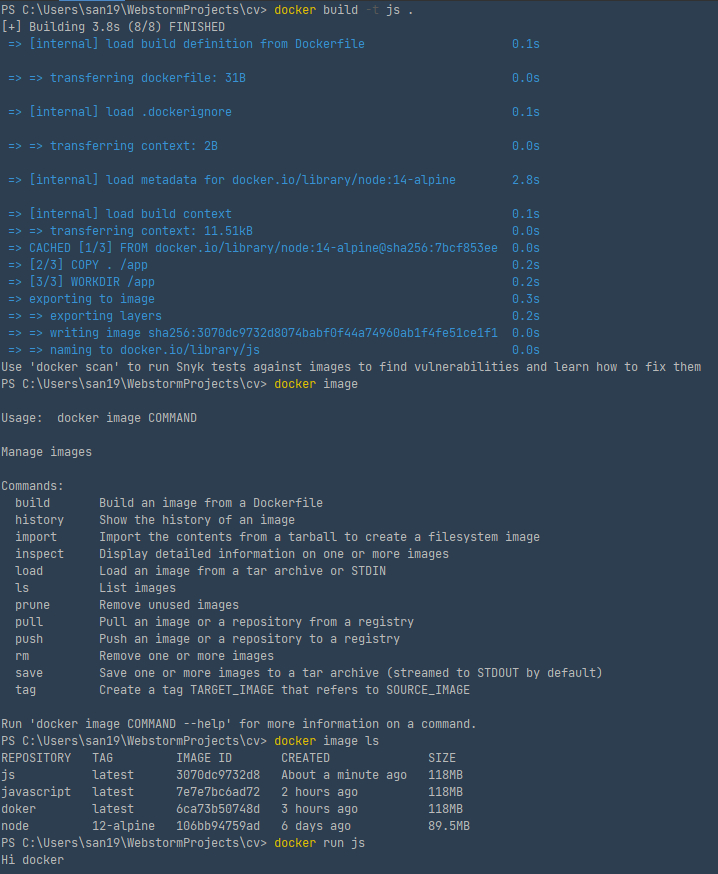 PS C:\Users\san19\WebstormProjects\cv> docker build -t js .
[+] Building 3.8s (8/8) FINISHED
=> [internal] load build definition from Dockerfile 0.1s
=> => transferring dockerfile: 31B 0.0s
=> [internal] load .dockerignore 0.1s
=> => transferring context: 2B 0.0s
=> [internal] load metadata for docker.io/library/node:14-alpine 2.8s
=> [internal] load build context 0.1s
=> => transferring context: 11.51kB 0.0s
=> CACHED [1/3] FROM docker.io/library/node:14-alpine@sha256:7bcf853ee 0.0s
=> [2/3] COPY . /app 0.2s
=> [3/3] WORKDIR /app 0.2s
=> exporting to image 0.3s
=> => exporting layers 0.2s
=> => writing image sha256:3070dc9732d8074babf0f44a74960ab1f4fe51ce1f1 0.0s
=> => naming to docker.io/library/js 0.0s
Use 'docker scan' to run Snyk tests against images to find vulnerabilities and learn how to fix them
PS C:\Users\san19\WebstormProjects\cv> docker image
Usage: docker image COMMAND
Manage images
Commands:
build Build an image from a Dockerfile
history Show the history of an image
import Import the contents from a tarball to create a filesystem image
inspect Display detailed information on one or more images
load Load an image from a tar archive or STDIN
ls List images
prune Remove unused images
pull Pull an image or a repository from a registry
push Push an image or a repository to a registry
rm Remove one or more images
save Save one or more images to a tar archive (streamed to STDOUT by default)
tag Create a tag TARGET_IMAGE that refers to SOURCE_IMAGE
Run 'docker image COMMAND --help' for more information on a command.
PS C:\Users\san19\WebstormProjects\cv> docker image ls
REPOSITORY TAG IMAGE ID CREATED SIZE
js latest 3070dc9732d8 About a minute ago 118MB
javascript latest 7e7e7bc6ad72 2 hours ago 118MB
doker latest 6ca73b50748d 3 hours ago 118MB
node 12-alpine 106bb94759ad 6 days ago 89.5MB
PS C:\Users\san19\WebstormProjects\cv> docker run js
Hi docker